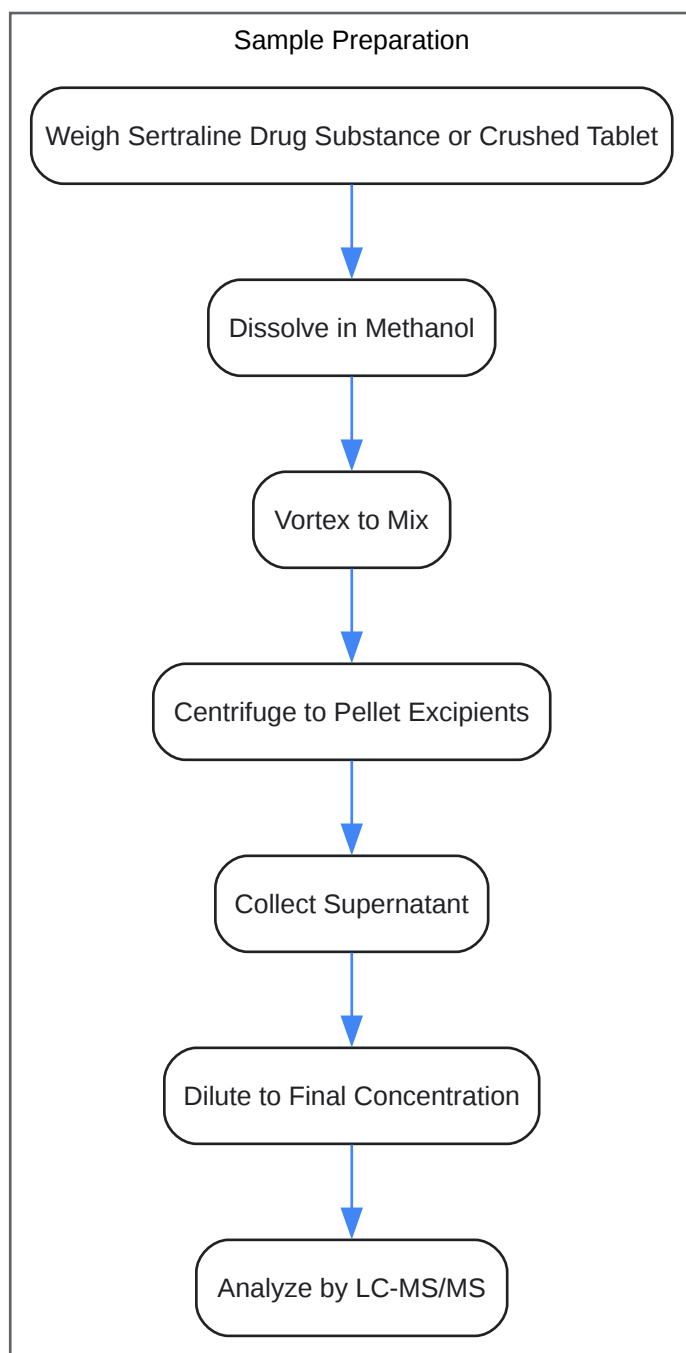 Sample Preparation
Weigh Sertraline Drug Substance or Crushed Tablet
Dissolve in Methanol
Vortex to Mix
Centrifuge to Pellet Excipients
Collect Supernatant
Dilute to Final Concentration
Analyze by LC-MS/MS